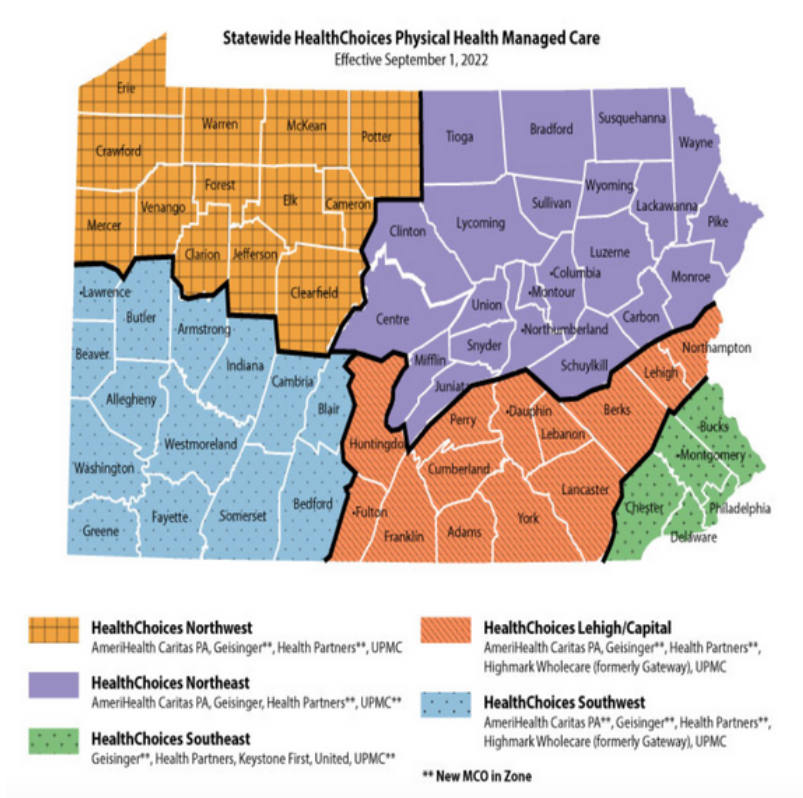 Statewide HealthChoices Physical Health Managed Care
Effective September 1, 2022
Erie
Warren
McKean
Potter
Crawford
Forest
Elk
Cameron
Venango
Mercer
Clarion
Jefferson
Clearfield
Tioga
Bradford
Susquehanna
Wayne
Wyoming
Sullivan
Lackawanna
Lycoming
Clinton
Pike
Luzerne
•Columbia
•Montour
Monroe
Union
Centre
Carbon
•Northumberland
Snyder
Mifflin
Schuylkill
Juniat
•Lawrence
Butler
Armstrong
Beaver
Indiana
Cambria
Allegheny
Blair
Westmoreland
Washington
Bedford
Fayette
Somerset
Greene
Northampton
Lehigh
Berks
•Dauphin
Perry
Lebanon
Huntingdo
Cumberland
Lancaster
•Fulton
York
Adams
Franklin
Bucks
•Montgomery
Chester
Philadelphia
Delaware
HealthChoices Northwest
AmeriHealth Caritas PA, Geisinger**, Health Partners**, UPMC
HealthChoices Northeast
AmeriHealth Caritas PA, Geisinger, Health Partners**, UPMC**
HealthChoices Southeast
Geisinger**, Health Partners, Keystone First, United, UPMC**
HealthChoices Lehigh/Capital
AmeriHealth Caritas PA, Geisinger**, Health Partners**,
Highmark Wholecare (formerly Gateway), UPMC
HealthChoices Southwest
AmeriHealth Caritas PA**, Geisinger**, Health Partners**,
Highmark Wholecare (formerly Gateway), UPMC
** New MCO in Zone